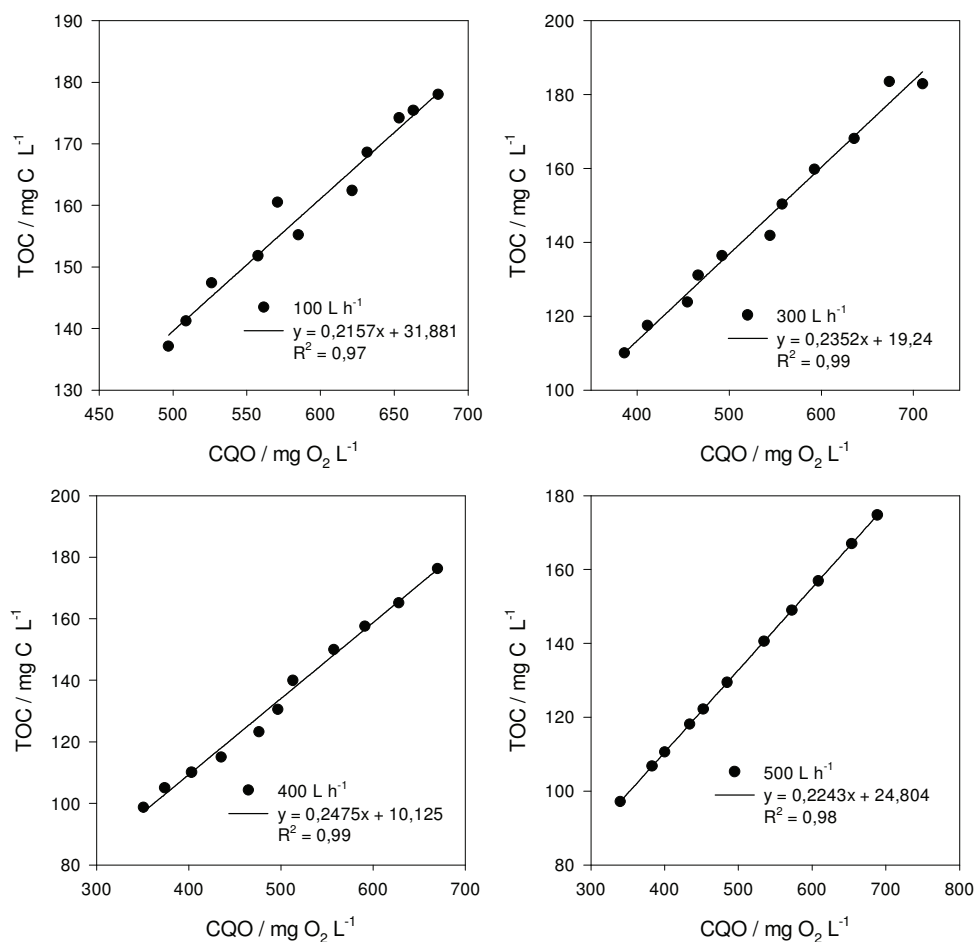 190
180
170
160
150
140
130
TOC / mg C L⁻¹
100 L h⁻¹
y = 0,2157x + 31,881
R² = 0,97
450 500 550 600 650 700
CQO / mg O₂ L⁻¹
200
180
160
140
120
100
TOC / mg C L⁻¹
300 L h⁻¹
y = 0,2352x + 19,24
R² = 0,99
400 500 600 700
CQO / mg O₂ L⁻¹
200
180
160
140
120
100
80
TOC / mg C L⁻¹
400 L h⁻¹
y = 0,2475x + 10,125
R² = 0,99
300 400 500 600 700
CQO / mg O₂ L⁻¹
180
160
140
120
100
80
TOC / mg C L⁻¹
500 L h⁻¹
y = 0,2243x + 24,804
R² = 0,98
300 400 500 600 700 800
CQO / mg O₂ L⁻¹